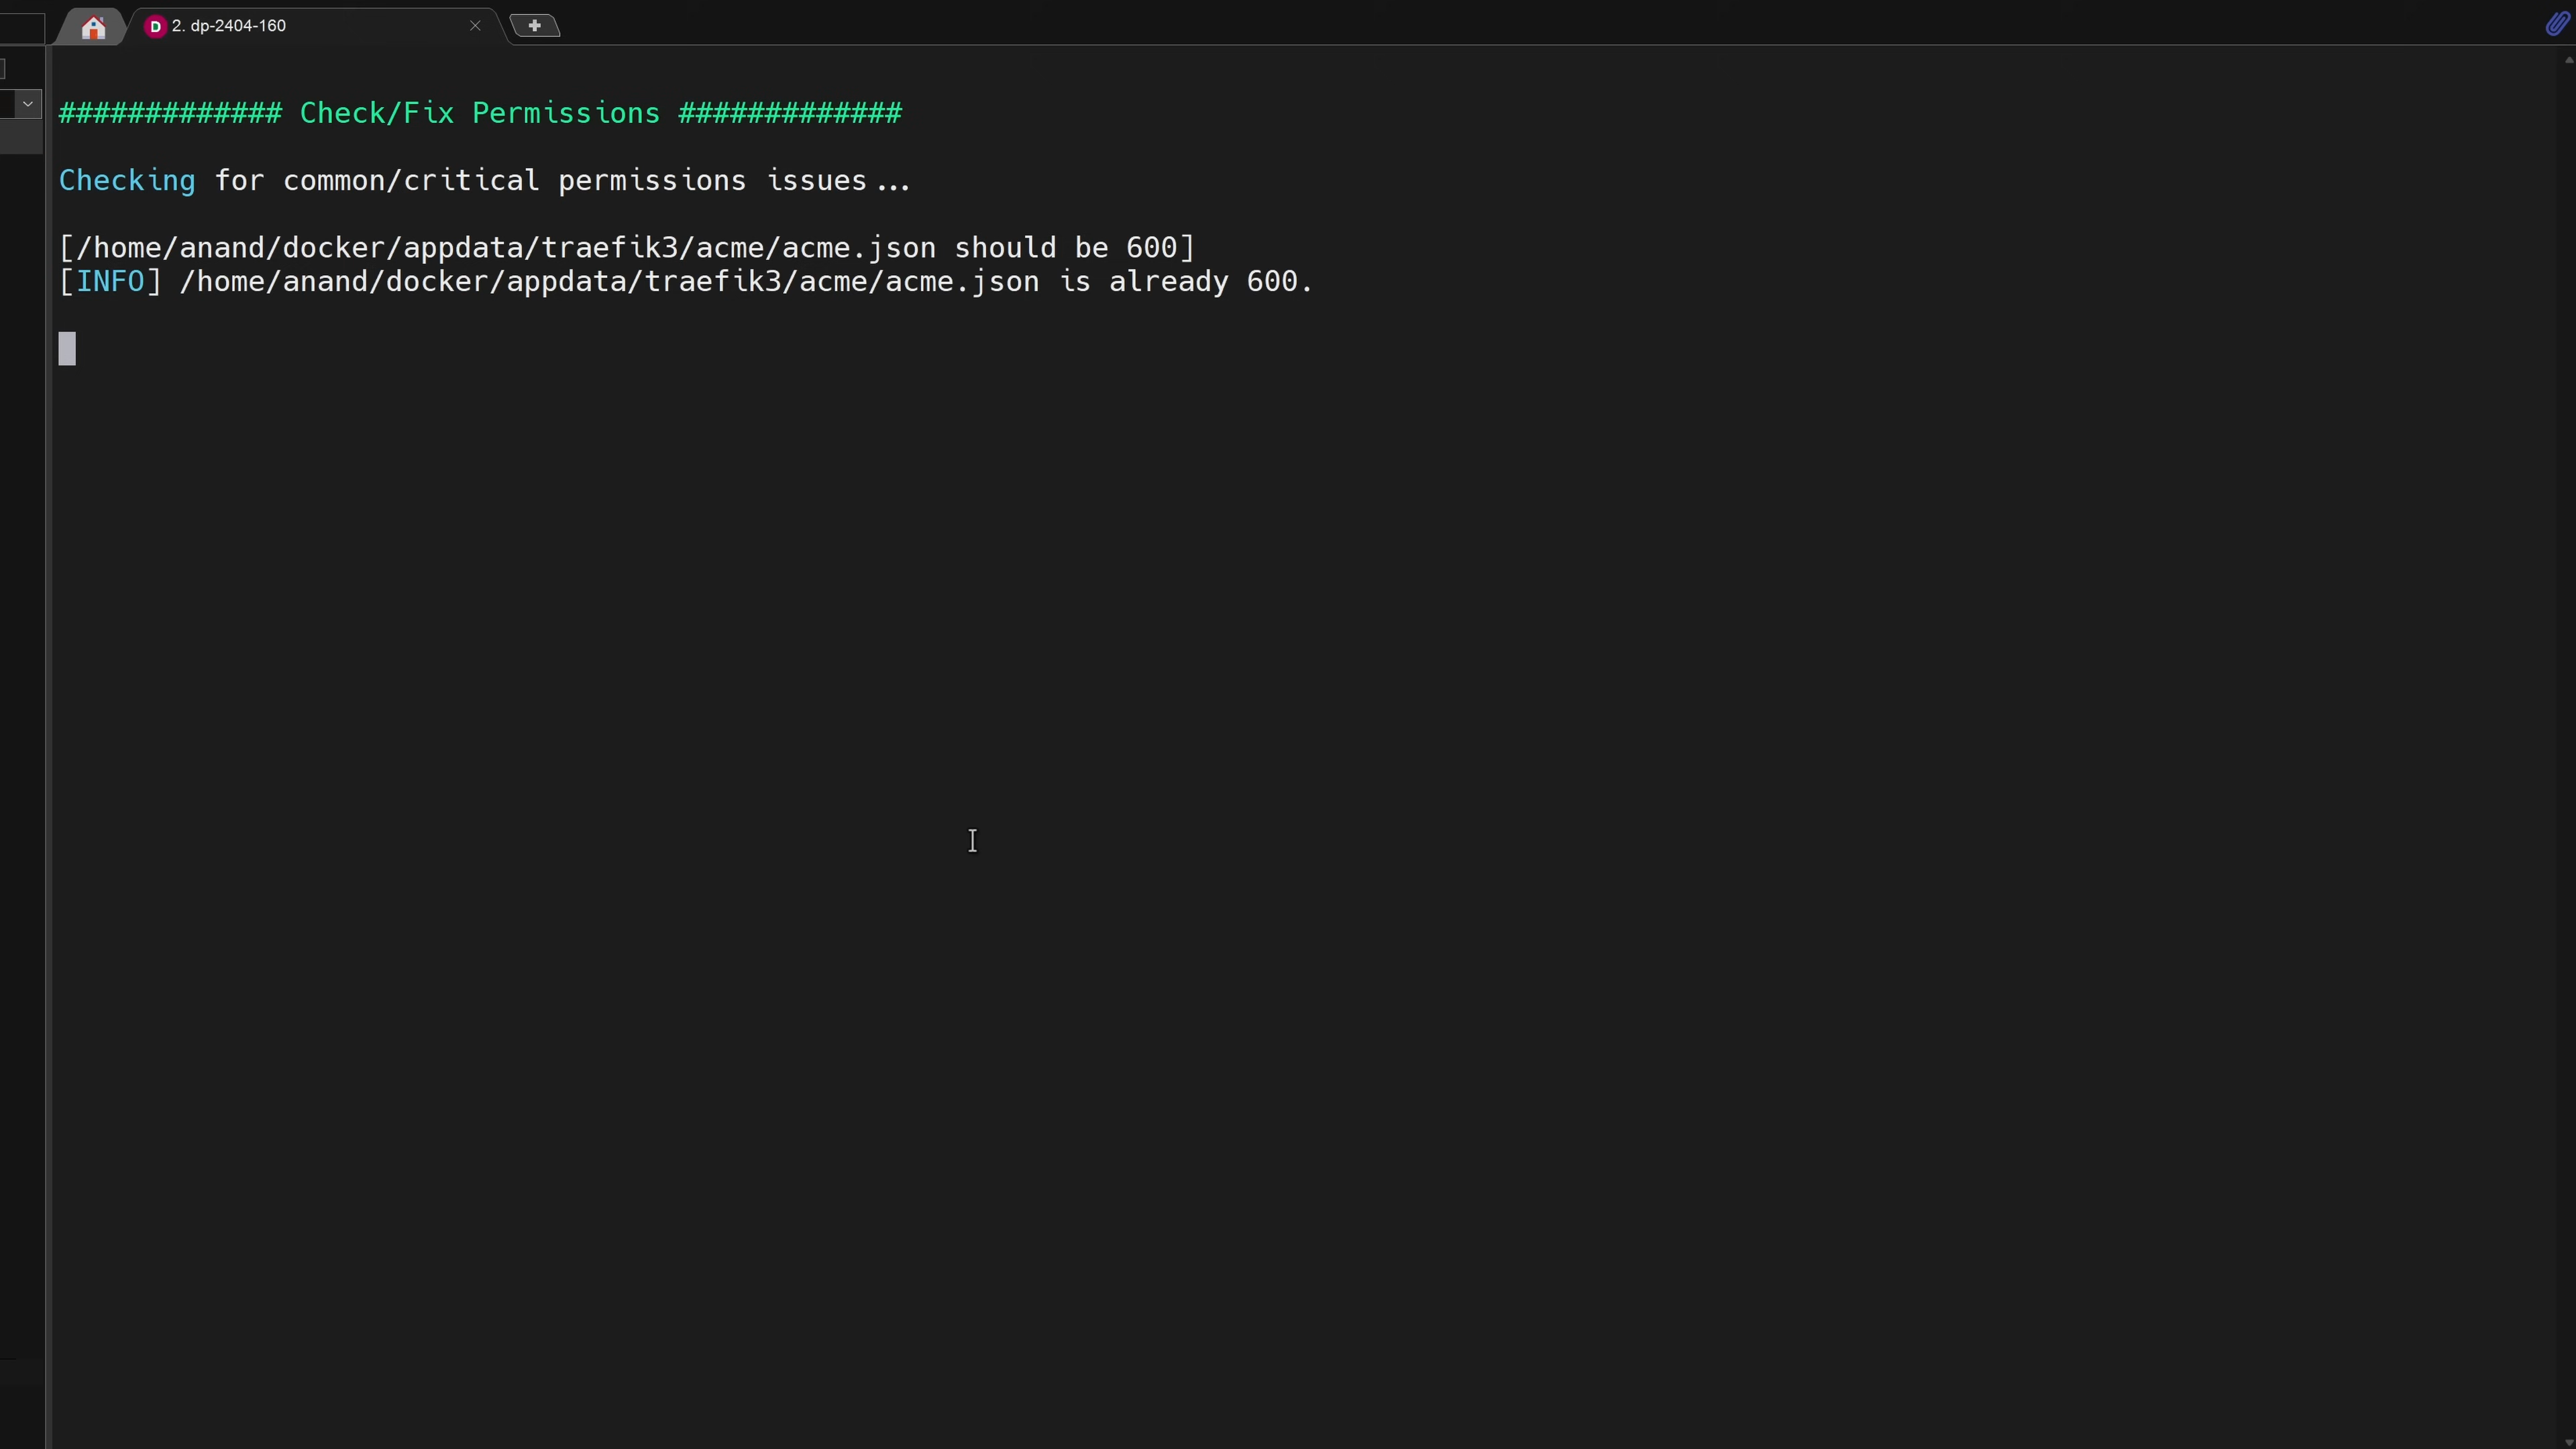 D 2. dp-2404-160
############# Check/Fix Permissions #############
Checking for common/critical permissions issues...
[/home/anand/docker/appdata/traefik3/acme/acme.json should be 600]
[INFO] /home/anand/docker/appdata/traefik3/acme/acme.json is already 600.